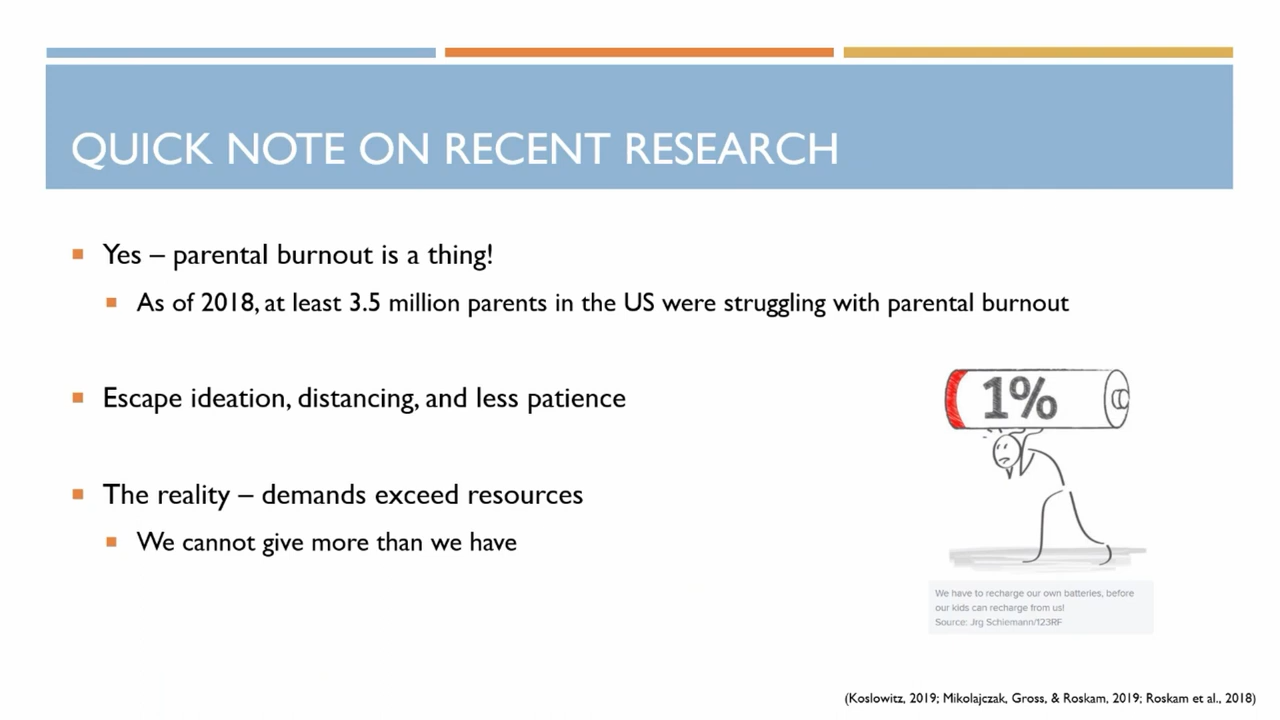 QUICK NOTE ON RECENT RESEARCH
Yes – parental burnout is a thing!
As of 2018, at least 3.5 million parents in the US were struggling with parental burnout
Escape ideation, distancing, and less patience
The reality – demands exceed resources
We cannot give more than we have
1%
We have to recharge our own batteries, before
our kids can recharge from us!
Source: Jrg Schiemann/123RF
(Koslowitz, 2019; Mikolajczak, Gross, & Roskam, 2019; Roskam et al., 2018)